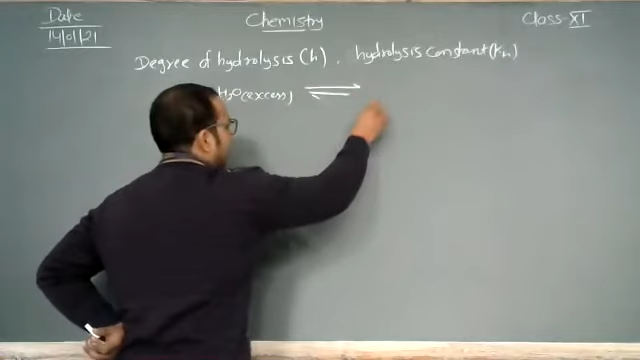 Date
14/01/21
Chemistry
Class-XI
Degree of hydrolysis (h) . hydrolysis Constant (Kh)
H2O (excess) ⇌